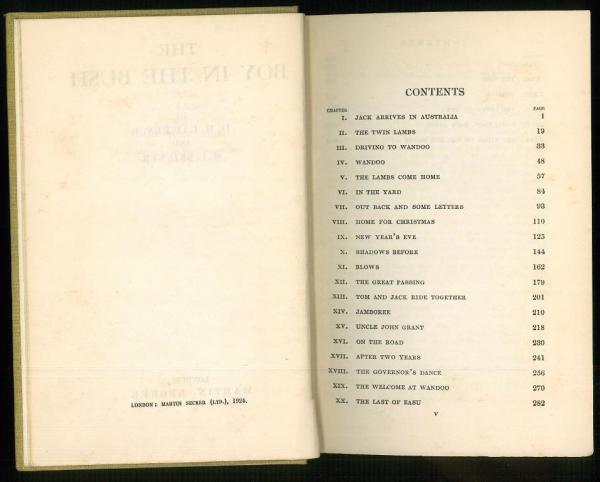 LONDON: MARTIN SECKER (LTD.), 1924.
CONTENTS
CHAPTER PAGE
I. JACK ARRIVES IN AUSTRALIA 1
II. THE TWIN LAMBS 19
III. DRIVING TO WANDOO 33
IV. WANDOO 48
V. THE LAMBS COME HOME 57
VI. IN THE YARD 84
VII. OUT BACK AND SOME LETTERS 93
VIII. HOME FOR CHRISTMAS 110
IX. NEW YEAR'S EVE 125
X. SHADOWS BEFORE 144
XI. BLOWS 162
XII. THE GREAT PASSING 179
XIII. TOM AND JACK RIDE TOGETHER 201
XIV. JAMBOREE 210
XV. UNCLE JOHN GRANT 218
XVI. ON THE ROAD 230
XVII. AFTER TWO YEARS 241
XVIII. THE GOVERNOR'S DANCE 256
XIX. THE WELCOME AT WANDOO 270
XX. THE LAST OF EASU 282
V